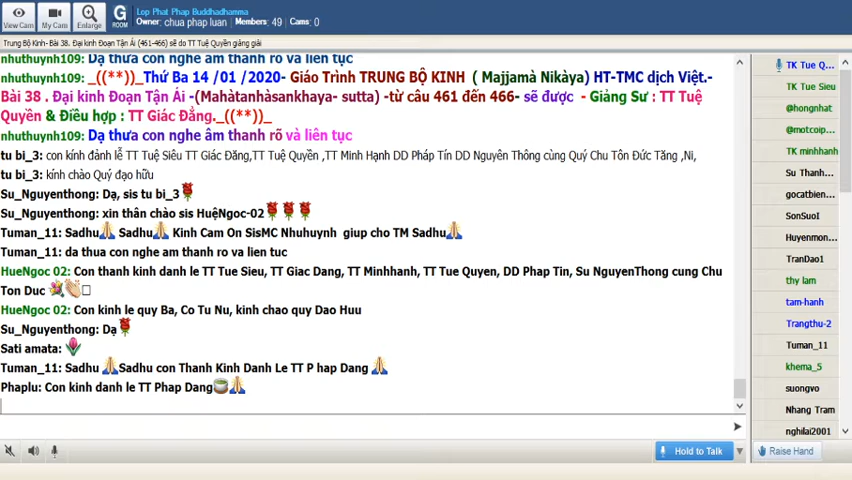 Lop Phat Phap Buddhadhamma
Owner: chua phap luan Members: 49 Cams: 0
View Cam My Cam Enlarge G ROOM
Trung Bộ Kinh- Bài 38. Đại kinh Đoạn Tận Ái (461-466) sẽ do TT Tuệ Quyền giảng giải
nhuthuynh109: Dạ thưa con nghe âm thanh rõ và liên tục
nhuthuynh109: _((**))_Thứ Ba 14 /01 /2020- Giáo Trình TRUNG BỘ KINH ( Majjamà Nikàya) HT-TMC dịch Việt.-
Bài 38 . Đại kinh Đoạn Tận Ái -(Mahàtanhàsankhaya- sutta) -từ câu 461 đến 466- sẽ được - Giảng Sư : TT Tuệ
Quyền & Điều hợp : TT Giác Đẳng._((**))_
nhuthuynh109: Dạ thưa con nghe âm thanh rõ và liên tục
tu bi_3: con kính đảnh lễ TT Tuệ Siêu TT Giác Đăng,TT Tuệ Quyền ,TT Minh Hạnh DD Pháp Tín DD Nguyên Thông cùng Quý Chu Tôn Đức Tăng ,Ni,
tu bi_3: kính chào Quý đạo hữu
Su_Nguyenthong: Dạ, sis tu bi_3
Su_Nguyenthong: xin thân chào sis HuệNgoc-02
Tuman_11: Sadhu Sadhu Kinh Cam On SisMC Nhuhuynh giup cho TM Sadhu
Tuman_11: da thua con nghe am thanh ro va lien tuc
HueNgoc 02: Con thanh kinh danh le TT Tue Sieu, TT Giac Dang, TT Minhhanh, TT Tue Quyen, DD Phap Tin, Su NguyenThong cung Chu
Ton Duc
HueNgoc 02: Con kinh le quy Ba, Co Tu Nu, kinh chao quy Dao Huu
Su_Nguyenthong: Dạ
Sati amata:
Tuman_11: Sadhu Sadhu con Thanh Kinh Danh Le TT P hap Dang
Phaplu: Con kinh danh le TT Phap Dang
TK Tue Q...
TK Tue Sieu
@hongnhat
@motcoip...
TK minhhanh
Su Thanh...
gocatbien...
SonSuoI
Huyenmon...
TranDao1
thy lam
tam-hanh
Trangthu-2
Tuman_11
khema_5
suongvo
Nhang Tram
nghilai2001
Hold to Talk
Raise Hand